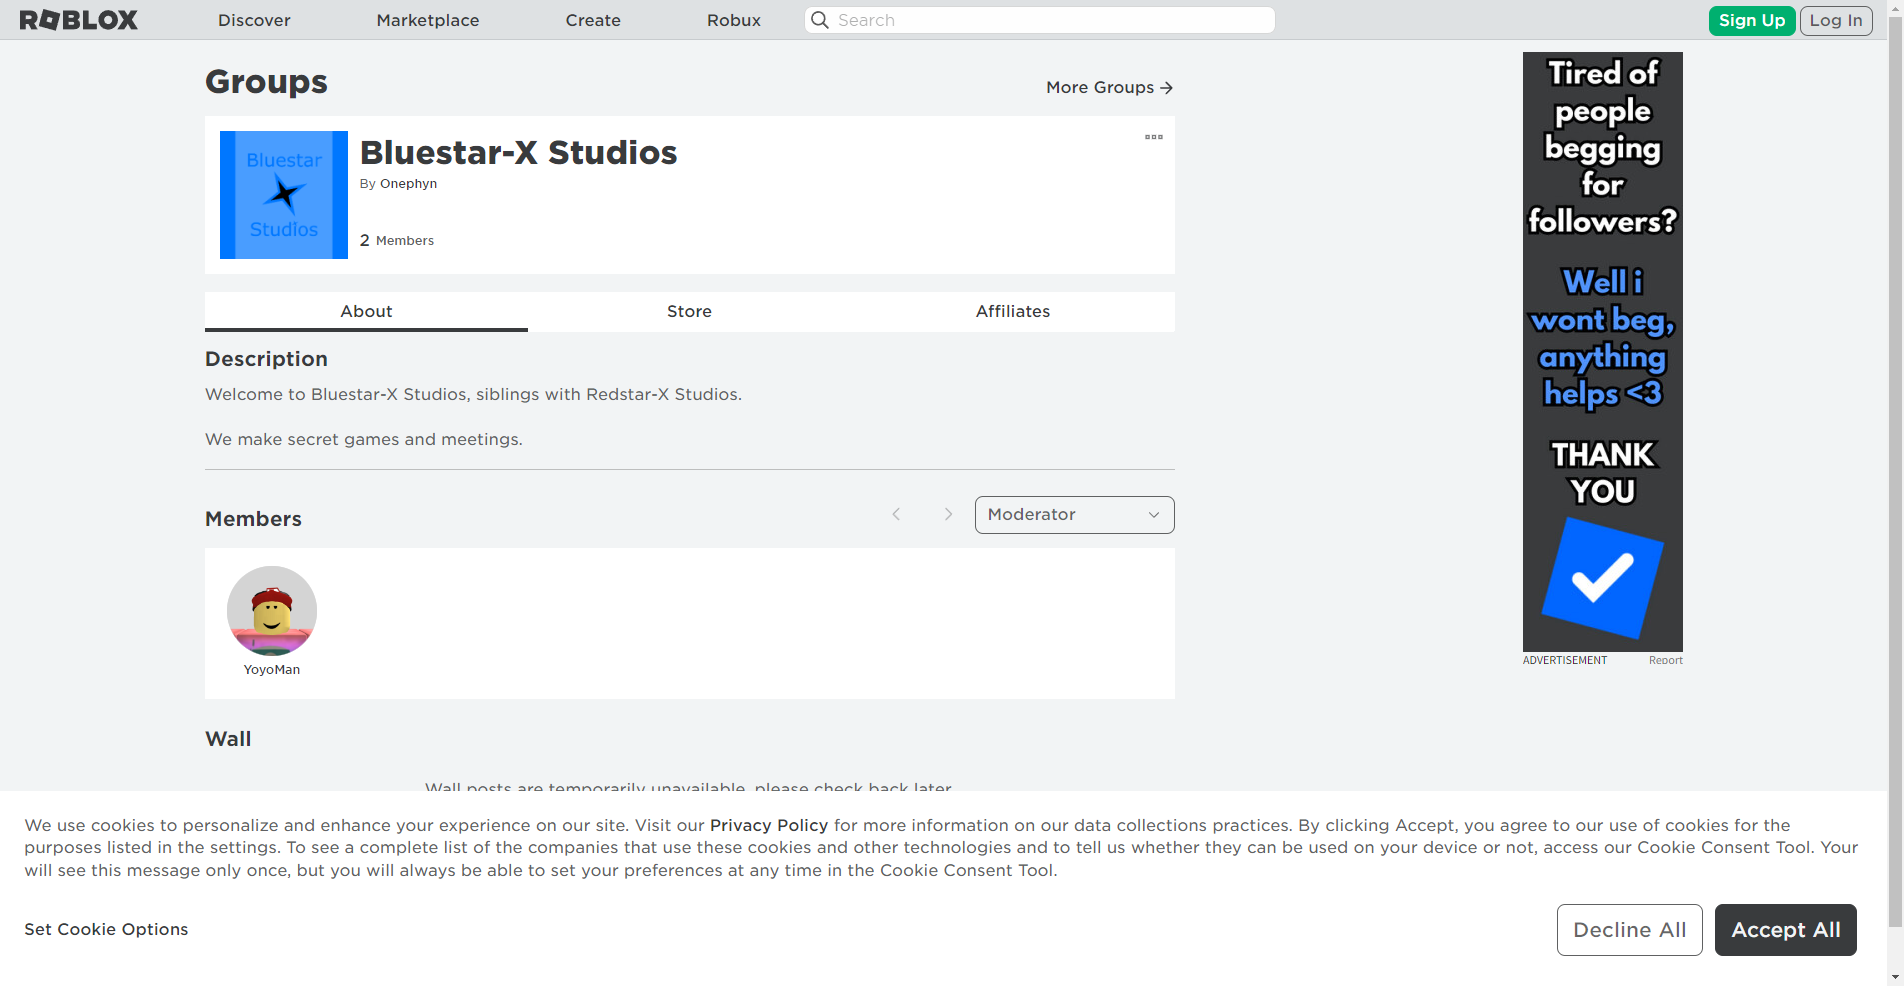 ROBLOX
Discover
Marketplace
Create
Robux
Search
Sign Up
Log In
Groups
More Groups
Bluestar
Studios
Bluestar-X Studios
By Onephyn
2 Members
About
Store
Affiliates
Description
Welcome to Bluestar-X Studios, siblings with Redstar-X Studios.
We make secret games and meetings.
Members
Moderator
YoyoMan
Wall
Wall posts are temporarily unavailable, please check back later.
Tired of
people
begging
for
followers?
Well i
wont beg,
anything
helps <3
THANK
YOU
ADVERTISEMENT
Report
We use cookies to personalize and enhance your experience on our site. Visit our Privacy Policy for more information on our data collections practices. By clicking Accept, you agree to our use of cookies for the
purposes listed in the settings. To see a complete list of the companies that use these cookies and other technologies and to tell us whether they can be used on your device or not, access our Cookie Consent Tool. Your
will see this message only once, but you will always be able to set your preferences at any time in the Cookie Consent Tool.
Set Cookie Options
Decline All
Accept All